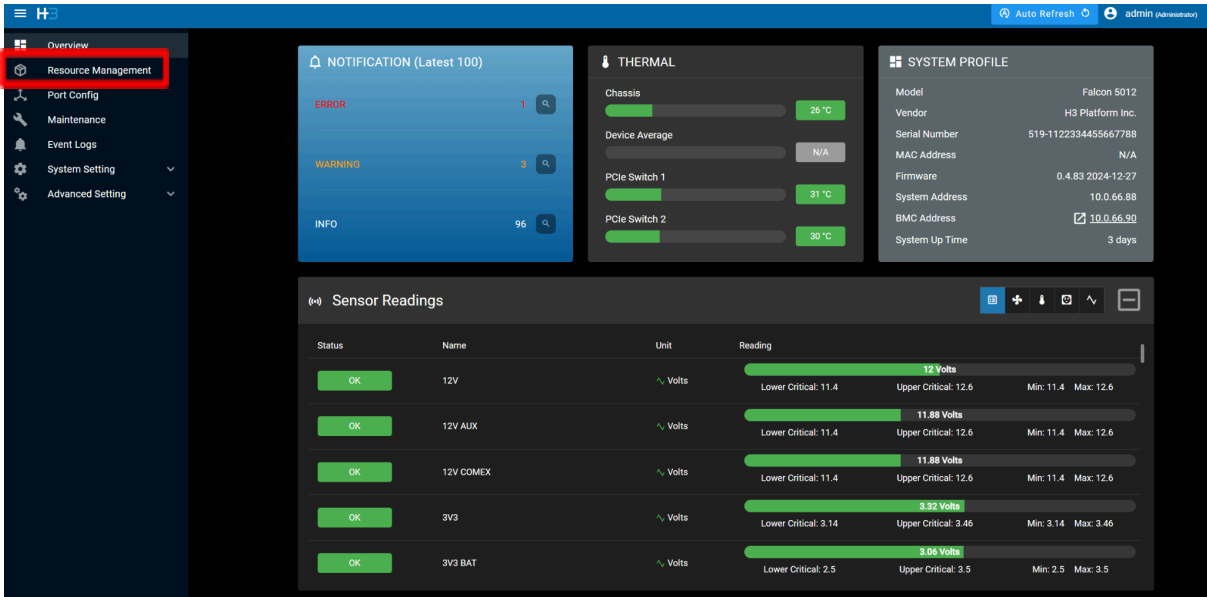 H3
Auto Refresh
admin (Administrator)
Overview
Resource Management
Port Config
Maintenance
Event Logs
System Setting
Advanced Setting
NOTIFICATION (Latest 100)
ERROR 1
WARNING 3
INFO 96
THERMAL
Chassis
26 °C
Device Average
N/A
PCIe Switch 1
31 °C
PCIe Switch 2
30 °C
SYSTEM PROFILE
Model Falcon 5012
Vendor H3 Platform Inc.
Serial Number 519-1122334455667788
MAC Address N/A
Firmware 0.4.83 2024-12-27
System Address 10.0.66.88
BMC Address 10.0.66.90
System Up Time 3 days
Sensor Readings
Status Name Unit Reading
OK 12V Volts 12 Volts
Lower Critical: 11.4 Upper Critical: 12.6 Min: 11.4 Max: 12.6
OK 12V AUX Volts 11.88 Volts
Lower Critical: 11.4 Upper Critical: 12.6 Min: 11.4 Max: 12.6
OK 12V COMEX Volts 11.88 Volts
Lower Critical: 11.4 Upper Critical: 12.6 Min: 11.4 Max: 12.6
OK 3V3 Volts 3.32 Volts
Lower Critical: 3.14 Upper Critical: 3.46 Min: 3.14 Max: 3.46
OK 3V3 BAT Volts 3.06 Volts
Lower Critical: 2.5 Upper Critical: 3.5 Min: 2.5 Max: 3.5